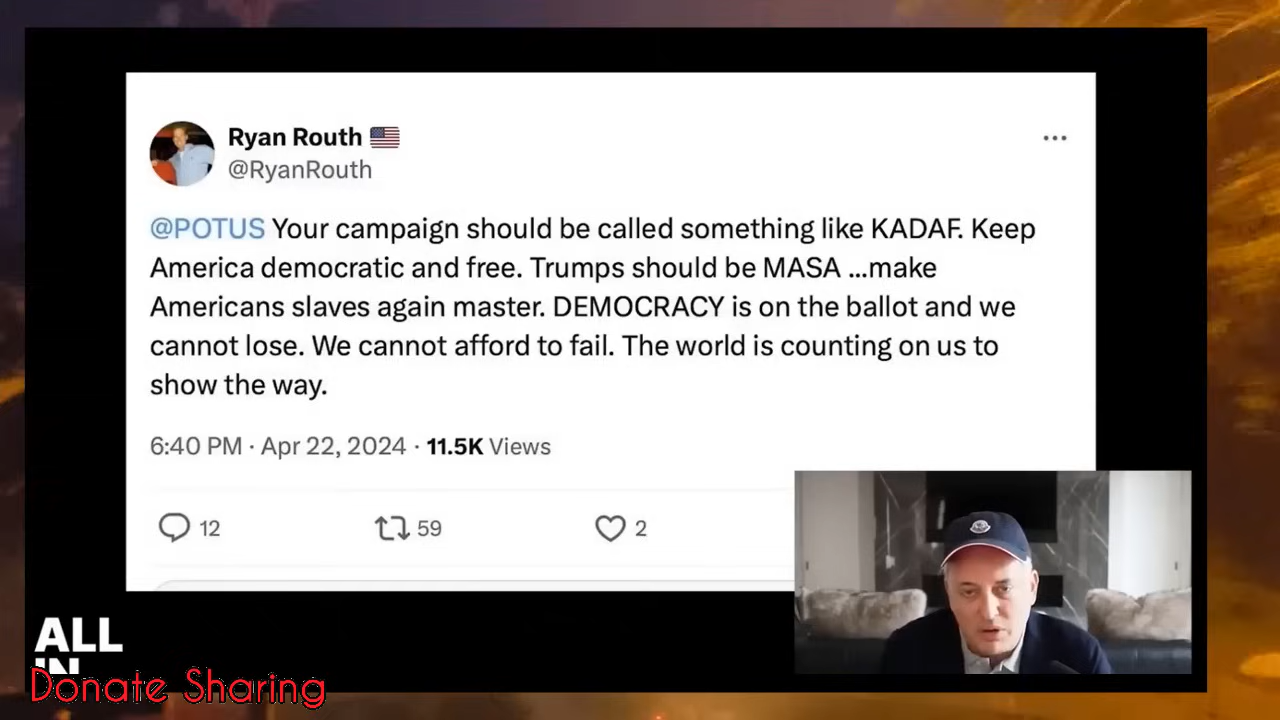 Ryan Routh 🇺🇸
@RyanRouth
@POTUS Your campaign should be called something like KADAF. Keep
America democratic and free. Trumps should be MASA ...make
Americans slaves again master. DEMOCRACY is on the ballot and we
cannot lose. We cannot afford to fail. The world is counting on us to
show the way.
6:40 PM · Apr 22, 2024 · 11.5K Views
12 59 2
ALL
IN
Donate Sharing